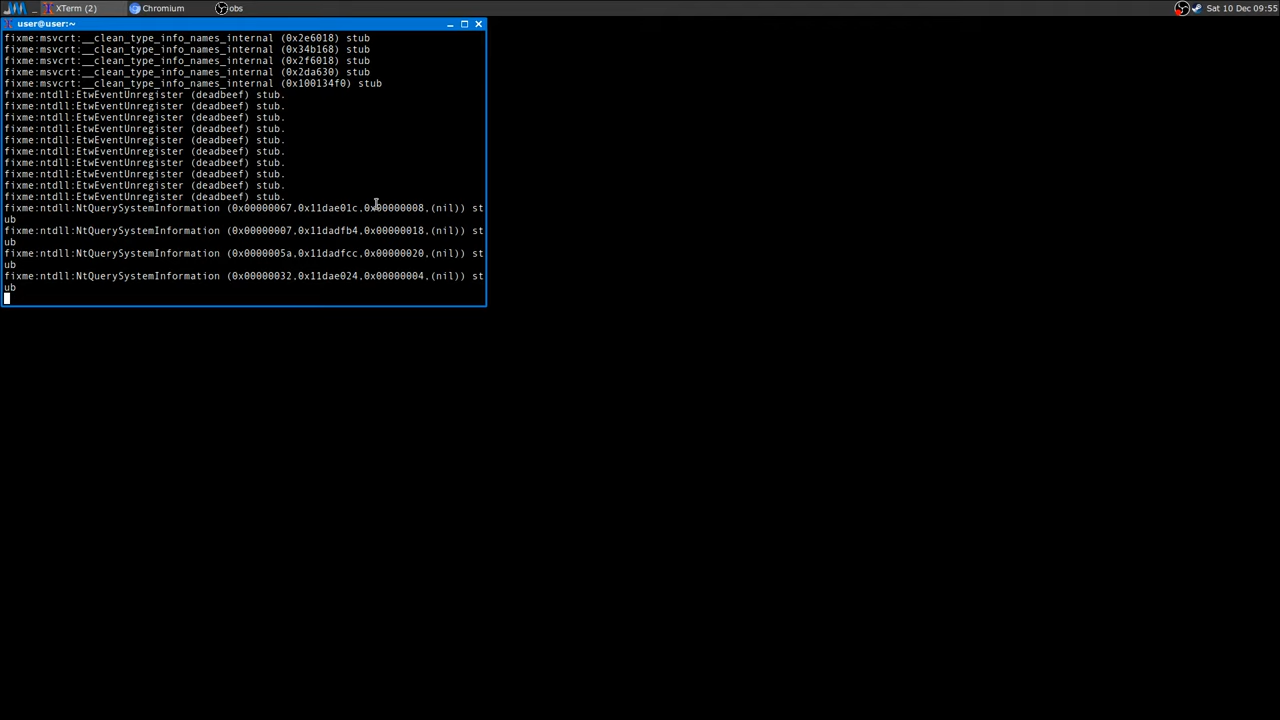 XTerm (2)
Chromium
obs
Sat 10 Dec, 09:55
user@user:~
fixme:msvcrt:__clean_type_info_names_internal (0x2e6018) stub
fixme:msvcrt:__clean_type_info_names_internal (0x34b168) stub
fixme:msvcrt:__clean_type_info_names_internal (0x2f6018) stub
fixme:msvcrt:__clean_type_info_names_internal (0x2da630) stub
fixme:msvcrt:__clean_type_info_names_internal (0x100134f0) stub
fixme:ntdll:EtwEventUnregister (deadbeef) stub.
fixme:ntdll:EtwEventUnregister (deadbeef) stub.
fixme:ntdll:EtwEventUnregister (deadbeef) stub.
fixme:ntdll:EtwEventUnregister (deadbeef) stub.
fixme:ntdll:EtwEventUnregister (deadbeef) stub.
fixme:ntdll:EtwEventUnregister (deadbeef) stub.
fixme:ntdll:EtwEventUnregister (deadbeef) stub.
fixme:ntdll:EtwEventUnregister (deadbeef) stub.
fixme:ntdll:EtwEventUnregister (deadbeef) stub.
fixme:ntdll:EtwEventUnregister (deadbeef) stub.
fixme:ntdll:NtQuerySystemInformation (0x00000067,0x11dae01c,0x00000008,(nil)) st
ub
fixme:ntdll:NtQuerySystemInformation (0x00000007,0x11dadfb4,0x00000018,(nil)) st
ub
fixme:ntdll:NtQuerySystemInformation (0x0000005a,0x11dadfcc,0x00000020,(nil)) st
ub
fixme:ntdll:NtQuerySystemInformation (0x00000032,0x11dae024,0x00000004,(nil)) st
ub